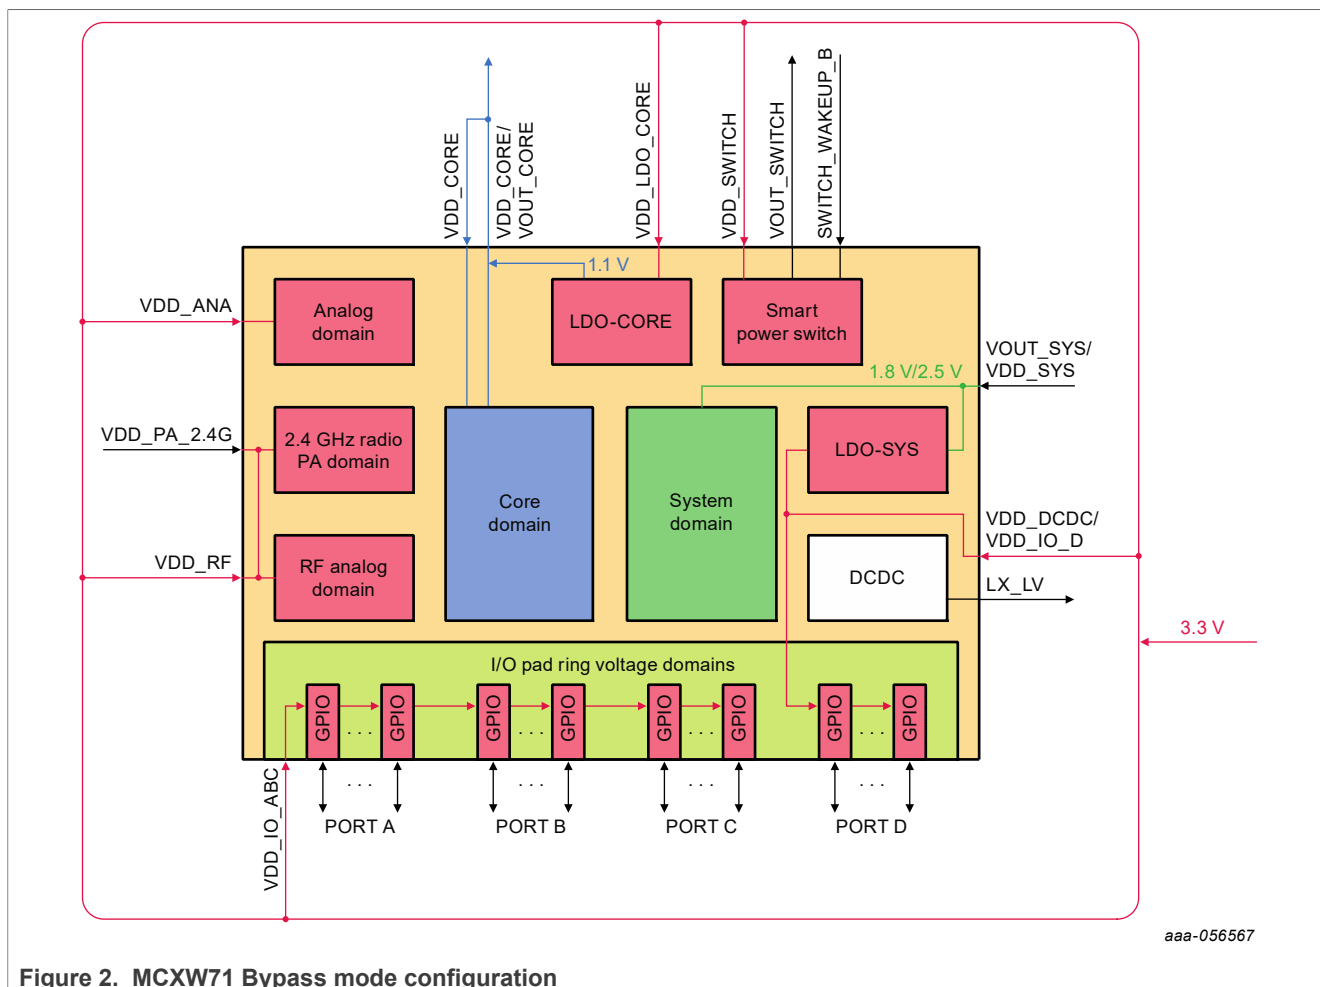 VDD_CORE
VDD_CORE/
VOUT_CORE
VDD_LDO_CORE
VDD_SWITCH
VOUT_SWITCH
SWITCH_WAKEUP_B
1.1 V
VDD_ANA
Analog
domain
LDO-CORE
Smart
power switch
VOUT_SYS/
VDD_SYS
1.8 V/2.5 V
VDD_PA_2.4G
2.4 GHz radio
PA domain
Core
domain
System
domain
LDO-SYS
VDD_DCDC/
VDD_IO_D
VDD_RF
RF analog
domain
DCDC
LX_LV
3.3 V
I/O pad ring voltage domains
GPIO
. . .
GPIO
GPIO
. . .
GPIO
GPIO
. . .
GPIO
GPIO
. . .
GPIO
VDD_IO_ABC
. . .
. . .
. . .
. . .
PORT A
PORT B
PORT C
PORT D
aaa-056567
Figure 2. MCXW71 Bypass mode configuration